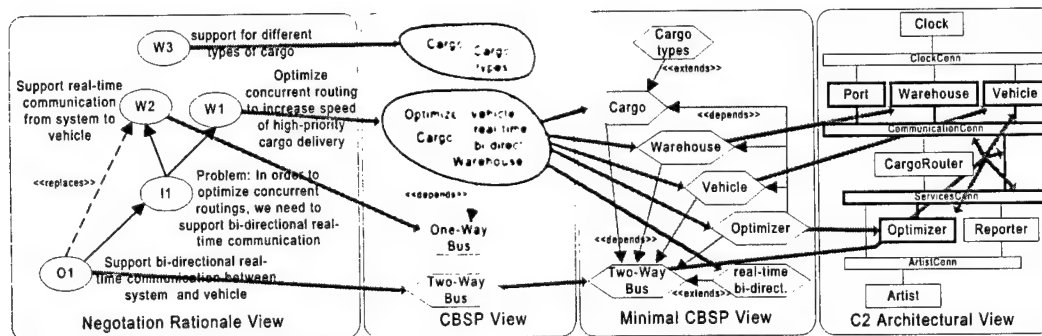 W3
support for different
types of cargo
Support real-time
communication
from system to
vehicle
W2
W1
Optimize
concurrent routing
to increase speed
of high-priority
cargo delivery
<<replaces>>
I1
Problem: In order to
optimize concurrent
routings, we need to
support bi-directional real-
time communication
O1
Support bi-directional real-
time communication between
system and vehicle
Negotation Rationale View
Cargo
Cargo
types
Optimize
vehicle
real-time
Cargo
bi-direct.
Warehouse
<<depends>>
One-Way
Bus
Two-Way
Bus
CBSP View
Cargo
types
<<extends>>
Cargo
<<depends>>
Warehouse
Vehicle
Optimizer
<<depends>>
Two-Way
Bus
real-time
bi-direct.
<<extends>>
Minimal CBSP View
Clock
ClockConn
Port
Warehouse
Vehicle
CommunicationConn
CargoRouter
ServicesConn
Optimizer
Reporter
ArtistConn
Artist
C2 Architectural View